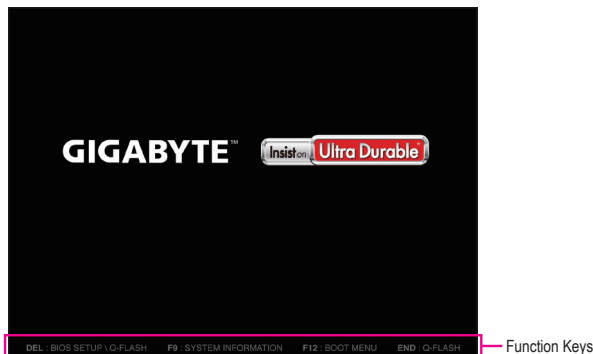 GIGABYTE™
Insist on Ultra Durable™
DEL : BIOS SETUP \ Q-FLASH F9 : SYSTEM INFORMATION F12 : BOOT MENU END : Q-FLASH
Function Keys